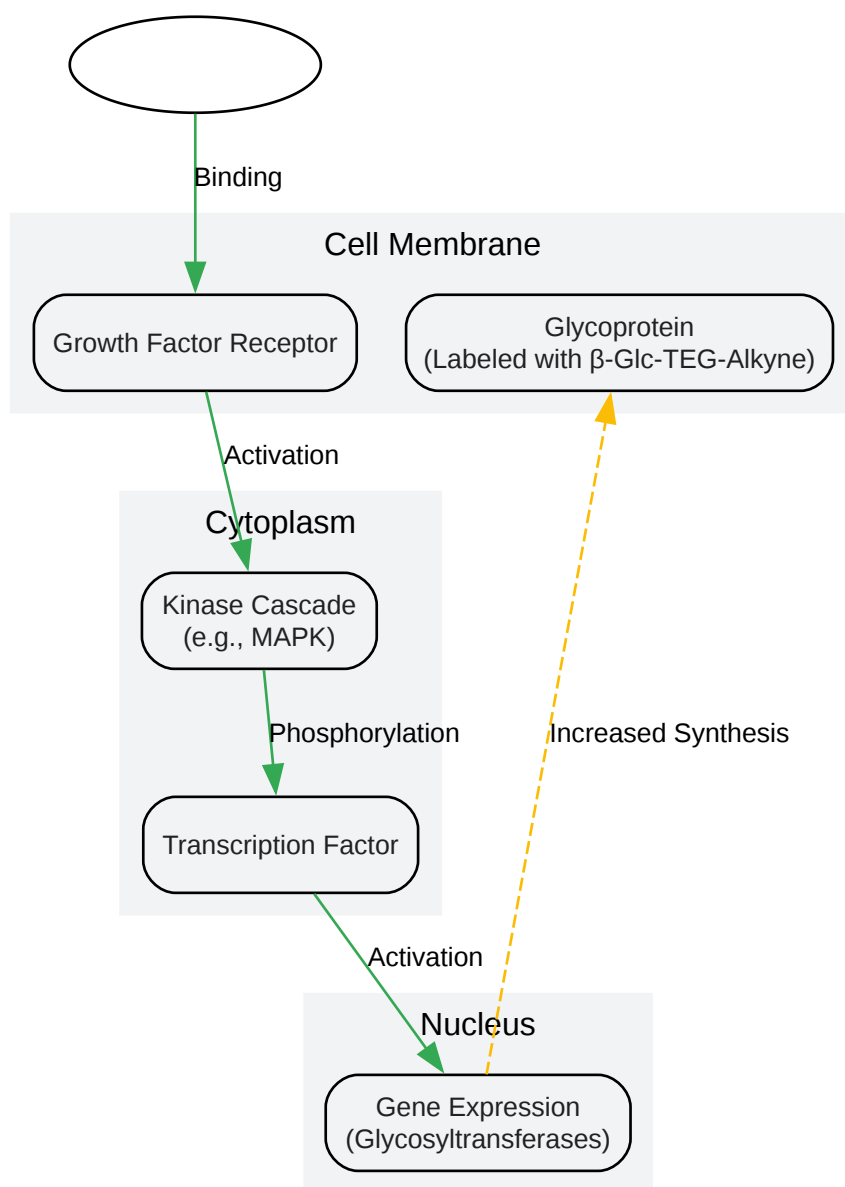 Binding
Cell Membrane
Growth Factor Receptor
Glycoprotein
(Labeled with β-Glc-TEG-Alkyne)
Activation
Cytoplasm
Kinase Cascade
(e.g., MAPK)
Phosphorylation
Increased Synthesis
Transcription Factor
Activation
Nucleus
Gene Expression
(Glycosyltransferases)